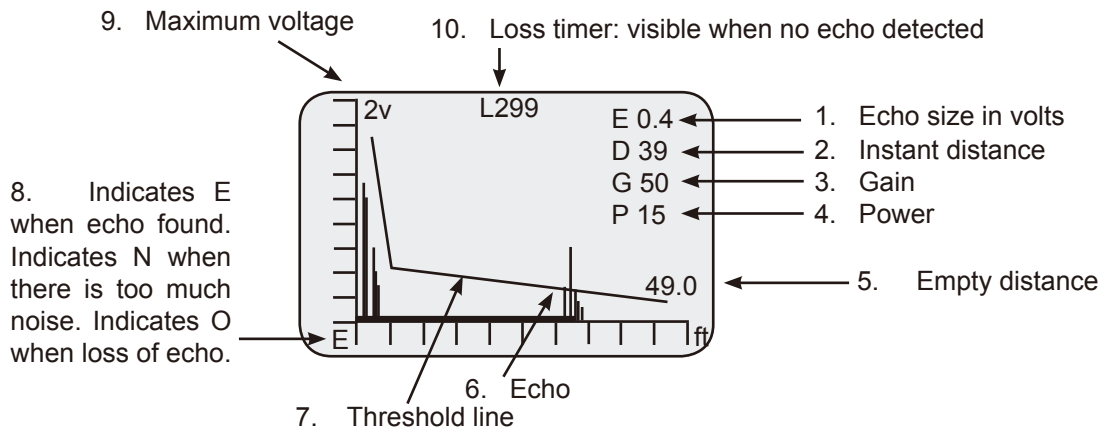 9. Maximum voltage
10. Loss timer: visible when no echo detected
2v
L299
E 0.4
D 39
G 50
P 15
49.0
E
ft
1. Echo size in volts
2. Instant distance
3. Gain
4. Power
5. Empty distance
8. Indicates E
when echo found.
Indicates N when
there is too much
noise. Indicates O
when loss of echo.
6. Echo
7. Threshold line